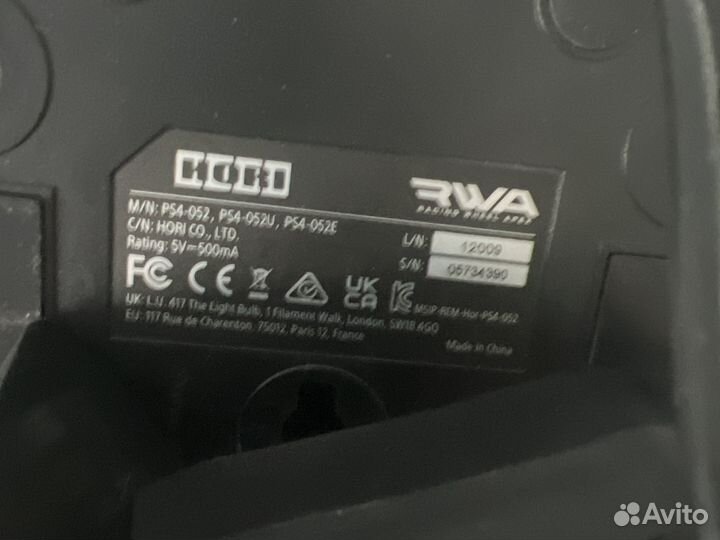 HORI
RWA
RACING WHEEL APEX
M/N: PS4-052, PS4-052U, PS4-052E
C/N: HORI CO., LTD.
Rating: 5V⎓500mA
L/N: 12009
S/N: 05734390
FC CE UK CA
MSIP-REM-Hor-PS4-052
UK: L.U. 417 The Light Bulb, 1 Filament Walk, London, SW18 4GQ
EU: 117 Rue de Charenton, 75012, Paris 12, France
Made in China
Avito